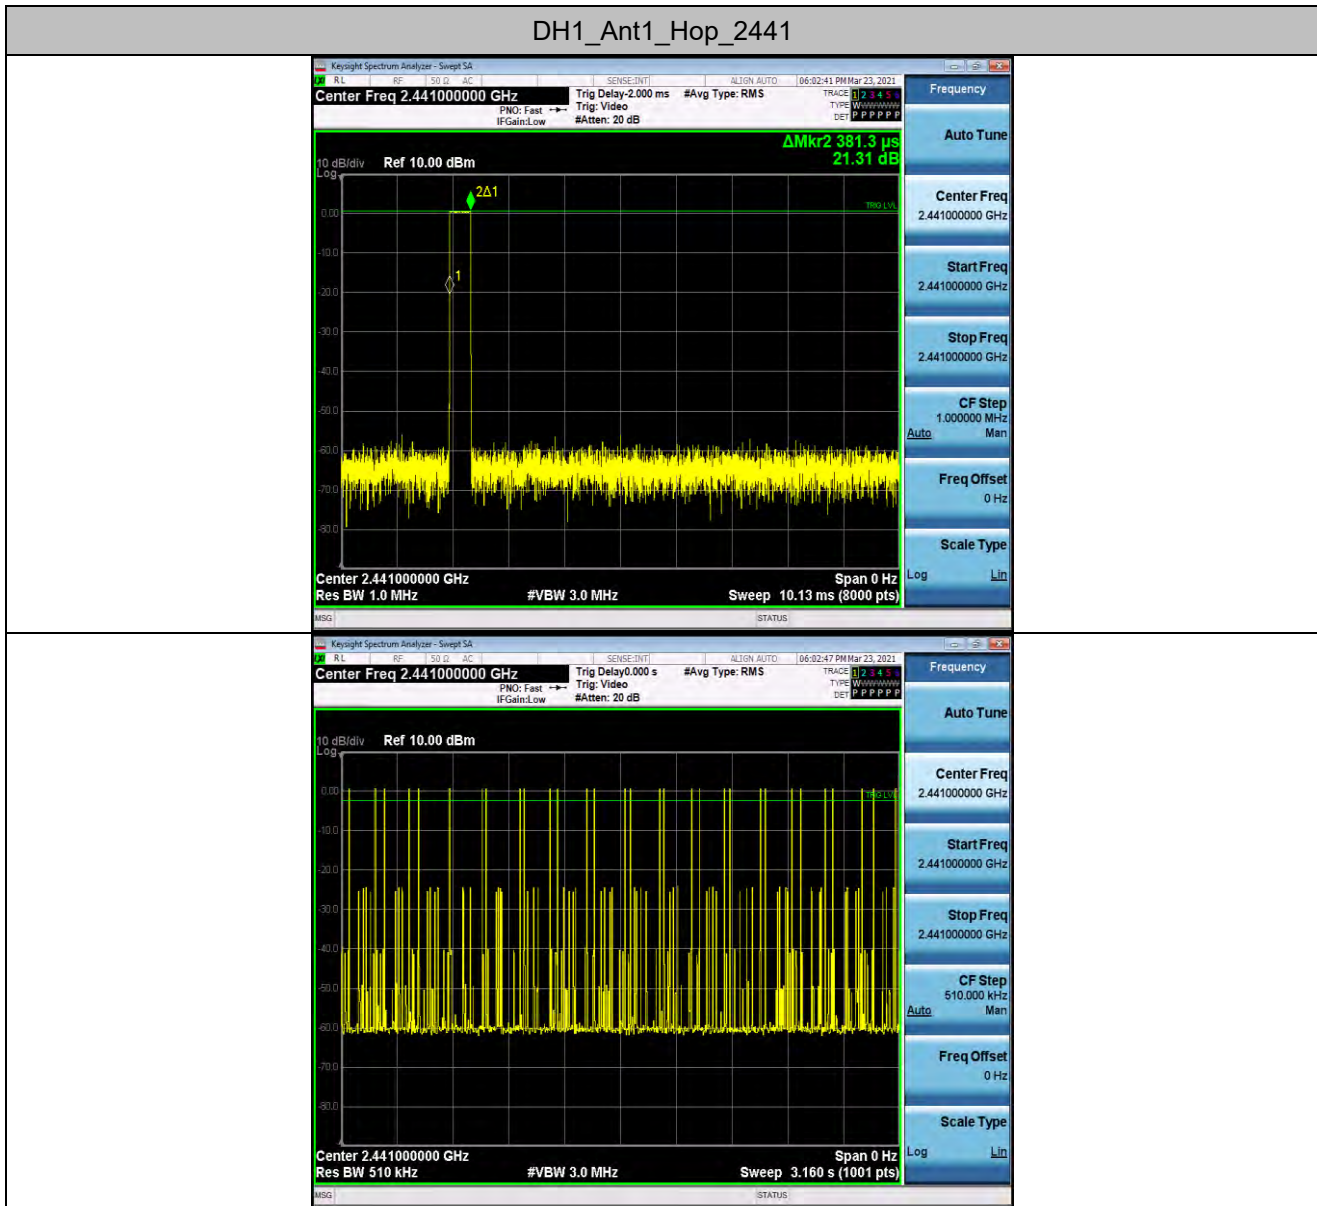 DH1_Ant1_Hop_2441
Keysight Spectrum Analyzer - Swept SA
RL RF 50 Ω AC SENSE:INT ALIGN AUTO 06:02:41 PM Mar 23, 2021
Center Freq 2.441000000 GHz
PNO: Fast
IFGain:Low
Trig Delay-2.000 ms
Trig: Video
#Atten: 20 dB
#Avg Type: RMS
TRACE 1 2 3 4 5 6
TYPE W
DET P P P P P P
ΔMkr2 381.3 µs
21.31 dB
10 dB/div Ref 10.00 dBm
Log
2Δ1
TRIG LVL
0.00
-10.0
1
-20.0
-30.0
-40.0
-50.0
-60.0
-70.0
-80.0
Center 2.441000000 GHz Span 0 Hz
Res BW 1.0 MHz #VBW 3.0 MHz Sweep 10.13 ms (8000 pts)
MSG STATUS
Frequency
Auto Tune
Center Freq
2.441000000 GHz
Start Freq
2.441000000 GHz
Stop Freq
2.441000000 GHz
CF Step
1.000000 MHz
Auto Man
Freq Offset
0 Hz
Scale Type
Log Lin
Keysight Spectrum Analyzer - Swept SA
RL RF 50 Ω AC SENSE:INT ALIGN AUTO 06:02:47 PM Mar 23, 2021
Center Freq 2.441000000 GHz
PNO: Fast
IFGain:Low
Trig Delay0.000 s
Trig: Video
#Atten: 20 dB
#Avg Type: RMS
TRACE 1 2 3 4 5 6
TYPE W
DET P P P P P P
10 dB/div Ref 10.00 dBm
Log
0.00
TRIG LVL
-10.0
-20.0
-30.0
-40.0
-50.0
-60.0
-70.0
-80.0
Center 2.441000000 GHz Span 0 Hz
Res BW 510 kHz #VBW 3.0 MHz Sweep 3.160 s (1001 pts)
MSG STATUS
Frequency
Auto Tune
Center Freq
2.441000000 GHz
Start Freq
2.441000000 GHz
Stop Freq
2.441000000 GHz
CF Step
510.000 kHz
Auto Man
Freq Offset
0 Hz
Scale Type
Log Lin